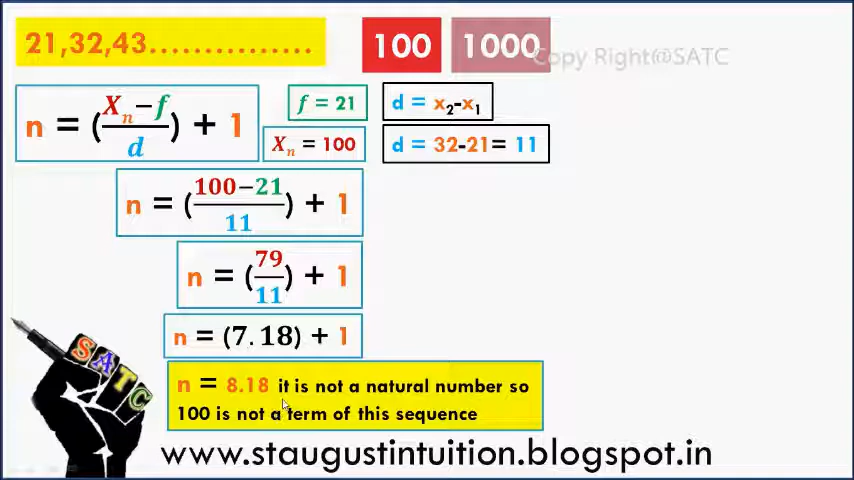 21,32,43...............
100
1000
Copy Right@SATC
n = (Xₙ−f/d) + 1
f = 21
d = x₂-x₁
Xₙ = 100
d = 32-21= 11
n = (100−21/11) + 1
n = (79/11) + 1
n = (7.18) + 1
n = 8.18 it is not a natural number so
100 is not a term of this sequence
SATC
www.staugustintuition.blogspot.in